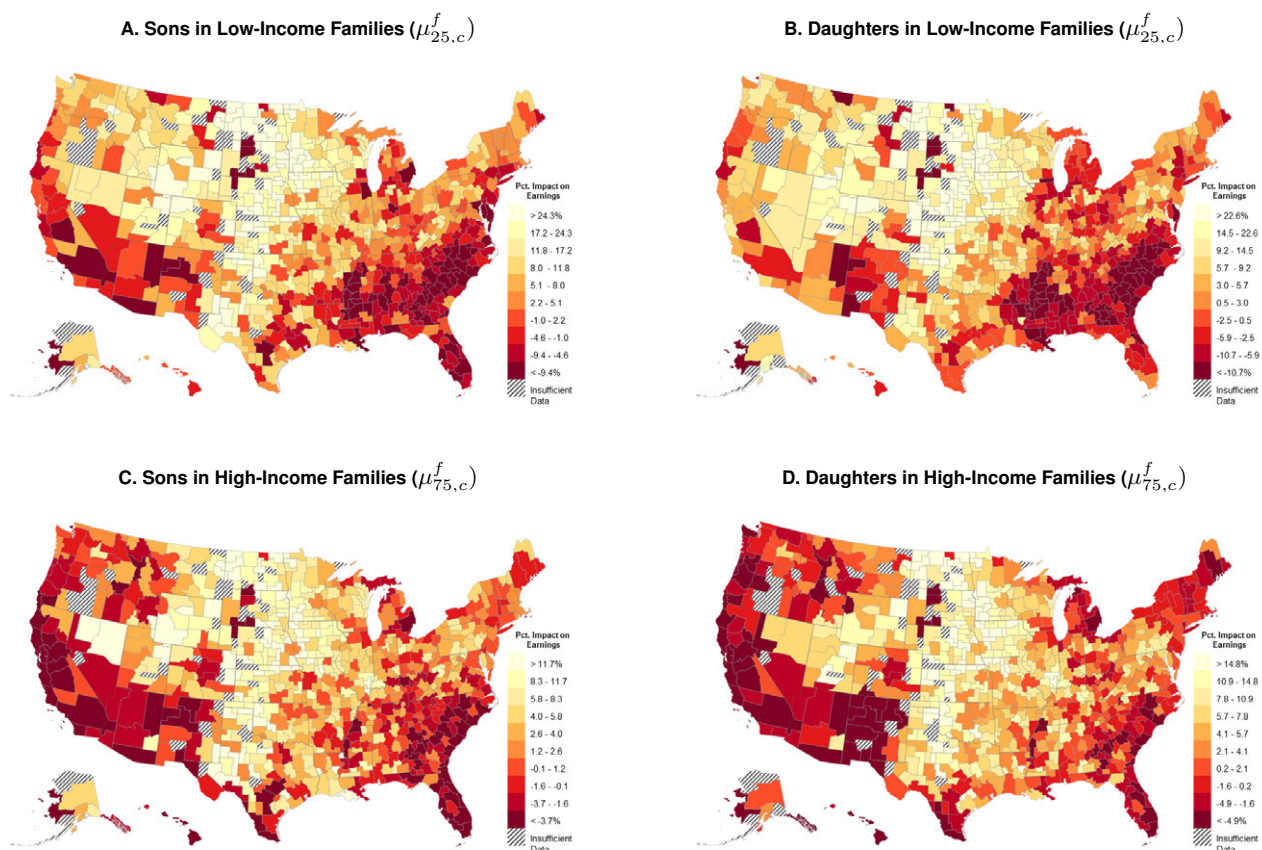 A. Sons in Low-Income Families (μ^f_{25,c})
B. Daughters in Low-Income Families (μ^f_{25,c})
Pct. Impact on
Earnings
> 24.3%
17.2 - 24.3
11.8 - 17.2
8.0 - 11.8
5.1 - 8.0
2.2 - 5.1
-1.0 - 2.2
-4.6 - -1.0
-9.4 - -4.6
< -9.4%
Insufficient
Data
Pct. Impact on
Earnings
> 22.6%
14.5 - 22.6
9.2 - 14.5
5.7 - 9.2
3.0 - 5.7
0.5 - 3.0
-2.5 - 0.5
-5.9 - -2.5
-10.7 - -5.9
< -10.7%
Insufficient
Data
C. Sons in High-Income Families (μ^f_{75,c})
D. Daughters in High-Income Families (μ^f_{75,c})
Pct. Impact on
Earnings
> 11.7%
8.3 - 11.7
5.8 - 8.3
4.0 - 5.8
2.6 - 4.0
1.2 - 2.6
-0.1 - 1.2
-1.6 - -0.1
-3.7 - -1.6
< -3.7%
Insufficient
Data
Pct. Impact on
Earnings
> 14.8%
10.9 - 14.8
7.8 - 10.9
5.7 - 7.8
4.1 - 5.7
2.1 - 4.1
0.2 - 2.1
-1.6 - 0.2
-4.9 - -1.6
< -4.9%
Insufficient
Data